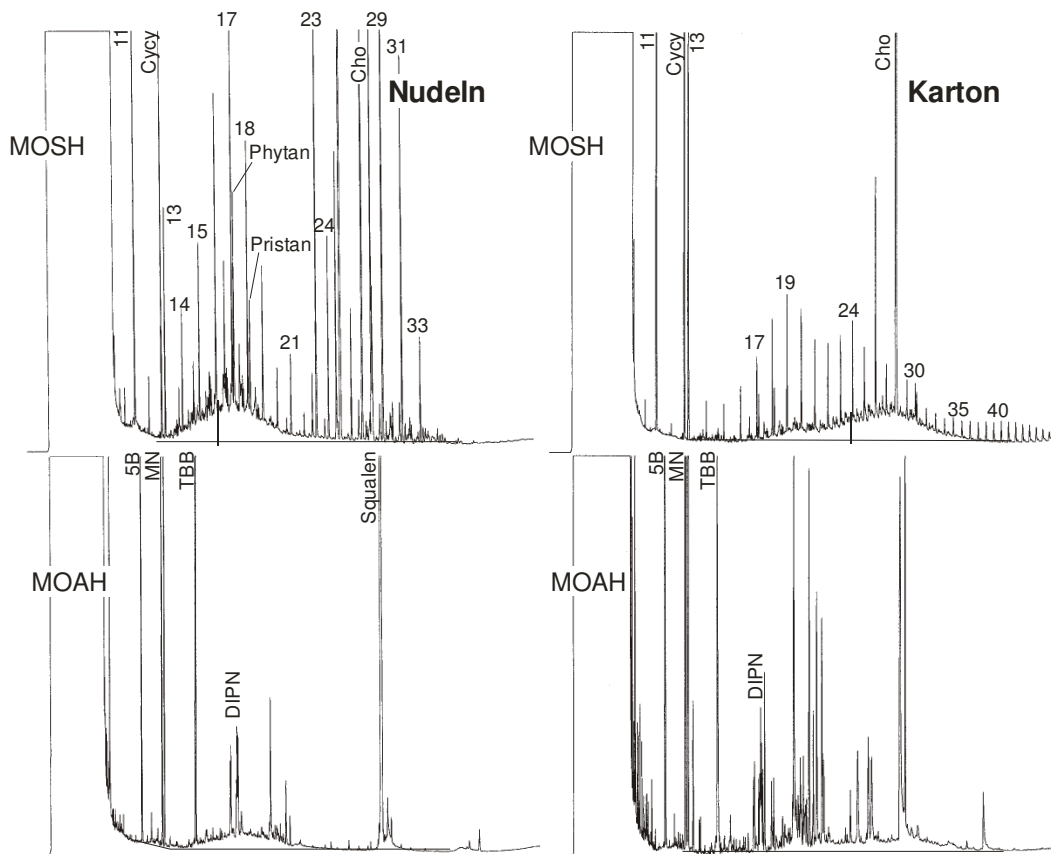 17
23
29
11
Cycy
Cho
31
Nudeln
MOSH
18
Phytan
13
15
Pristan
24
14
21
33
11
Cycy
13
Cho
Karton
MOSH
19
24
17
30
35
40
5B
MN
TBB
Squalen
MOAH
DIPN
5B
MN
TBB
MOAH
DIPN